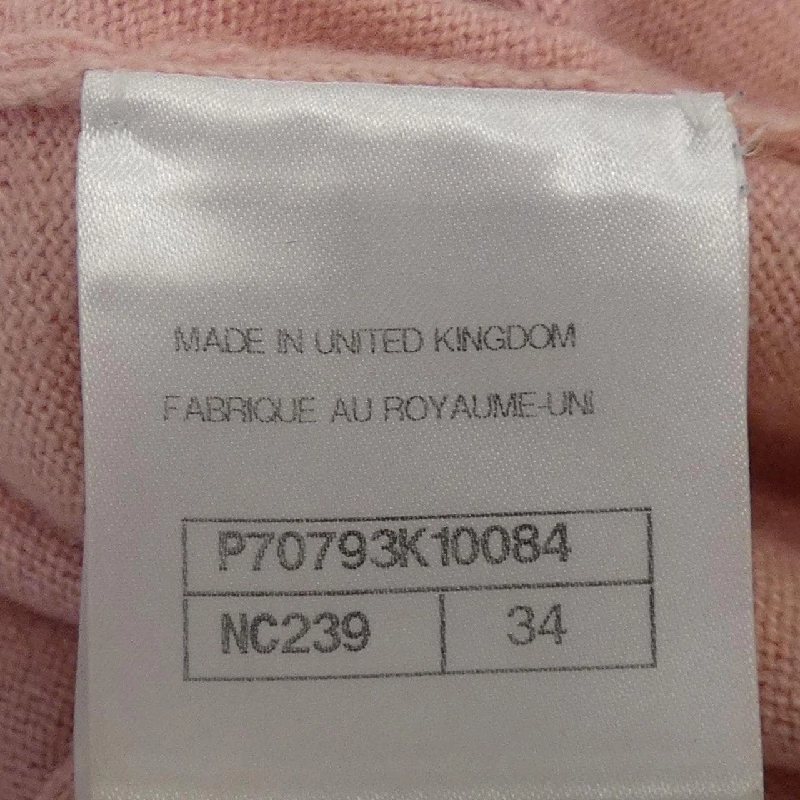 MADE IN UNITED KINGDOM
FABRIQUE AU ROYAUME-UNI
P70793K10084
NC239 34